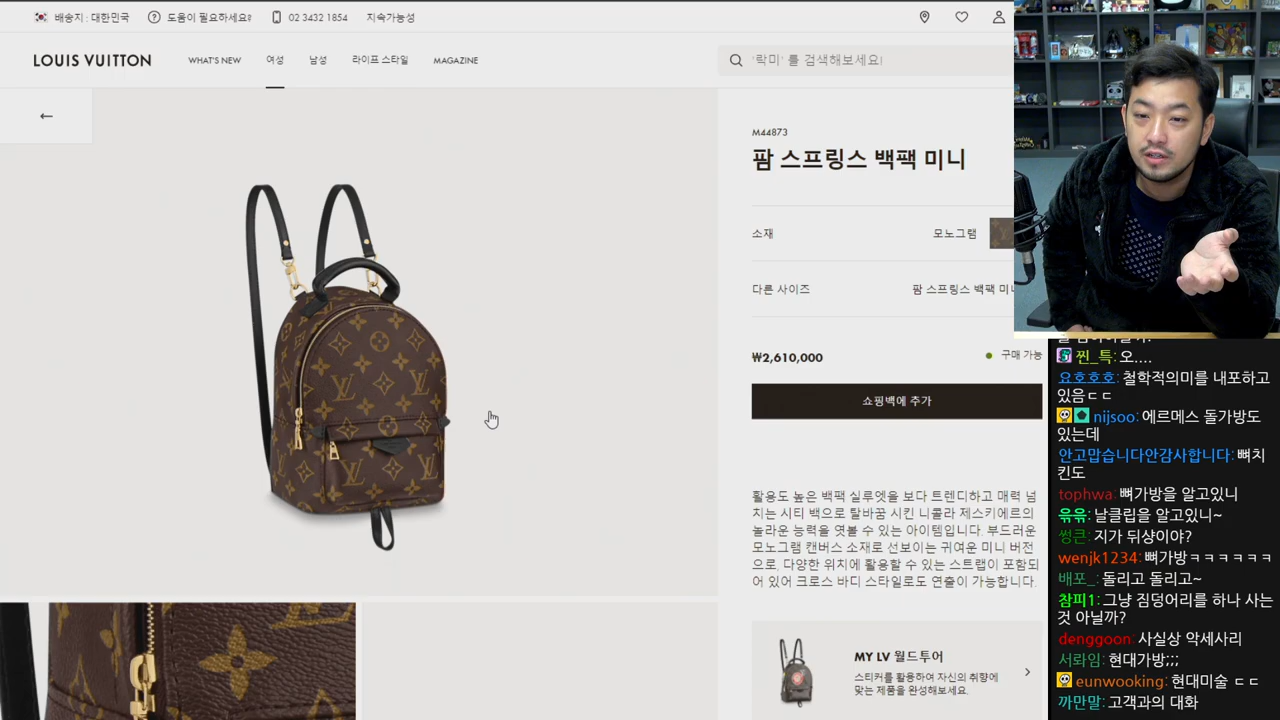 배송지 : 대한민국
도움이 필요하세요?
02 3432 1854
지속가능성
LOUIS VUITTON
WHAT'S NEW
여성
남성
라이프 스타일
MAGAZINE
'락미' 를 검색해보세요!
M44873
팜 스프링스 백팩 미니
소재
모노그램
다른 사이즈
팜 스프링스 백팩 미니
₩2,610,000
구매 가능
쇼핑백에 추가
활용도 높은 백팩 실루엣을 보다 트렌디하고 매력 넘
치는 시티 백으로 탈바꿈 시킨 니콜라 제스키에르의
놀라운 능력을 엿볼 수 있는 아이템입니다. 부드러운
모노그램 캔버스 소재로 선보이는 귀여운 미니 버전
으로, 다양한 위치에 활용할 수 있는 스트랩이 포함되
어 있어 크로스 바디 스타일로도 연출이 가능합니다.
MY LV 월드투어
스티커를 활용하여 자신의 취향에
맞는 제품을 완성해보세요.
찐_특: 오....
요호호호: 철학적의미를 내포하고
있음ㄷㄷ
nijsoo: 에르메스 돌가방도
있는데
안고맙습니다안감사합니다: 뼈치
킨도
tophwa: 뼈가방을 알고있니
윾윾: 날클립을 알고있니~
썽큰: 지가 뒤샹이야?
wenjk1234: 뼈가방ㅋㅋㅋㅋㅋㅋ
배포_: 돌리고 돌리고~
참피1: 그냥 짐덩어리를 하나 사는
것 아닐까?
denggoon: 사실상 악세사리
서롸임: 현대가방;;;
eunwooking: 현대미술 ㄷㄷ
까만말: 고객과의 대화